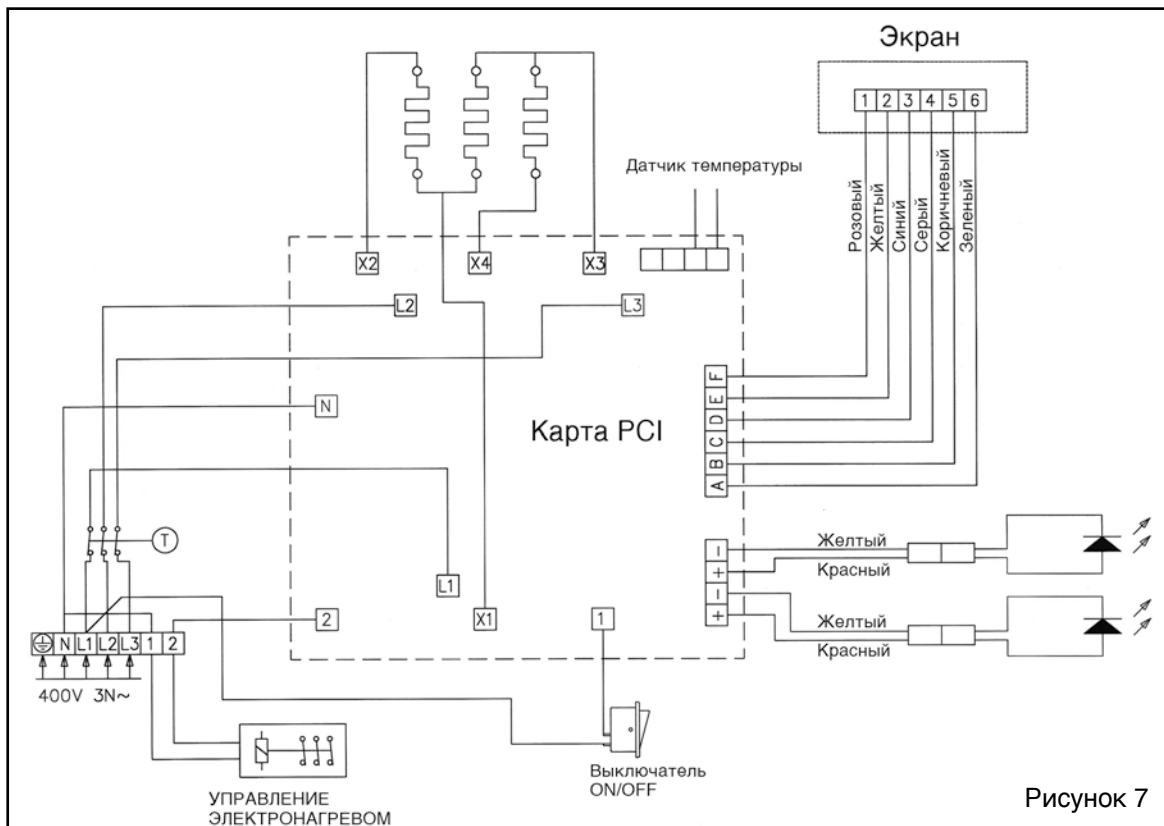 Экран
1 2 3 4 5 6
Датчик температуры
Розовый
Желтый
Синий
Серый
Коричневый
Зеленый
X2 X4 X3
L2 L3
N
Карта PCI
F
E
D
C
B
A
T
L1
−
+
−
+
Желтый
Красный
Желтый
Красный
2 X1 1
N L1 L2 L3 1 2
400V 3N~
Выключатель
ON/OFF
УПРАВЛЕНИЕ
ЭЛЕКТРОНАГРЕВОМ
Рисунок 7